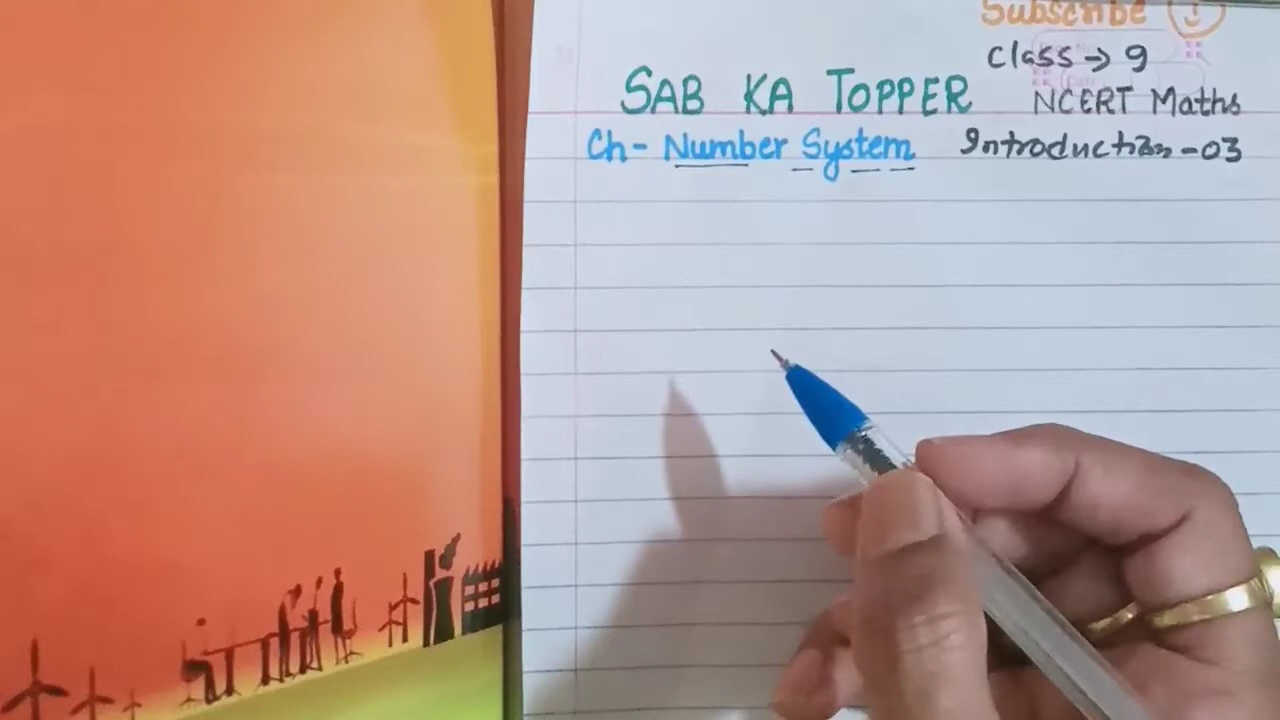 Subscribe
Class → 9
SAB KA TOPPER
NCERT Maths
Ch- Number System
Introduction-03